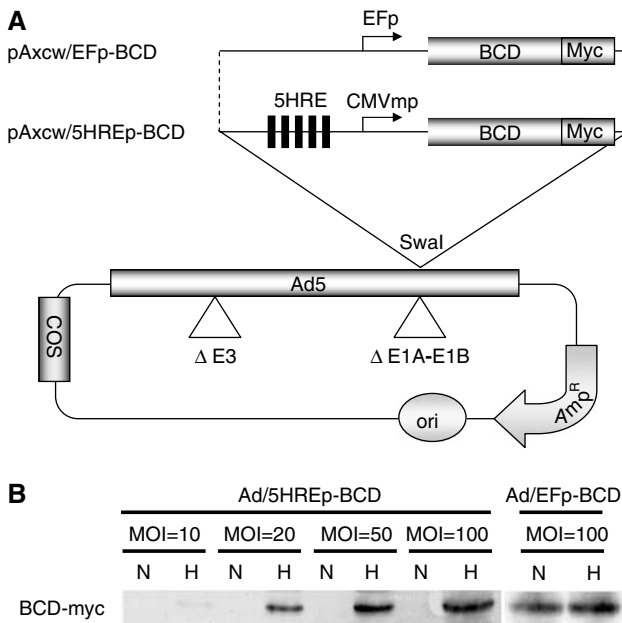 A
EFp
pAxcw/EFp-BCD
BCD
Myc
5HRE
CMVmp
pAxcw/5HREp-BCD
BCD
Myc
SwaI
Ad5
COS
Δ E3
Δ E1A-E1B
Amp^R
ori
B
Ad/5HREp-BCD
Ad/EFp-BCD
MOI=10 MOI=20 MOI=50 MOI=100 MOI=100
N H N H N H N H N H
BCD-myc